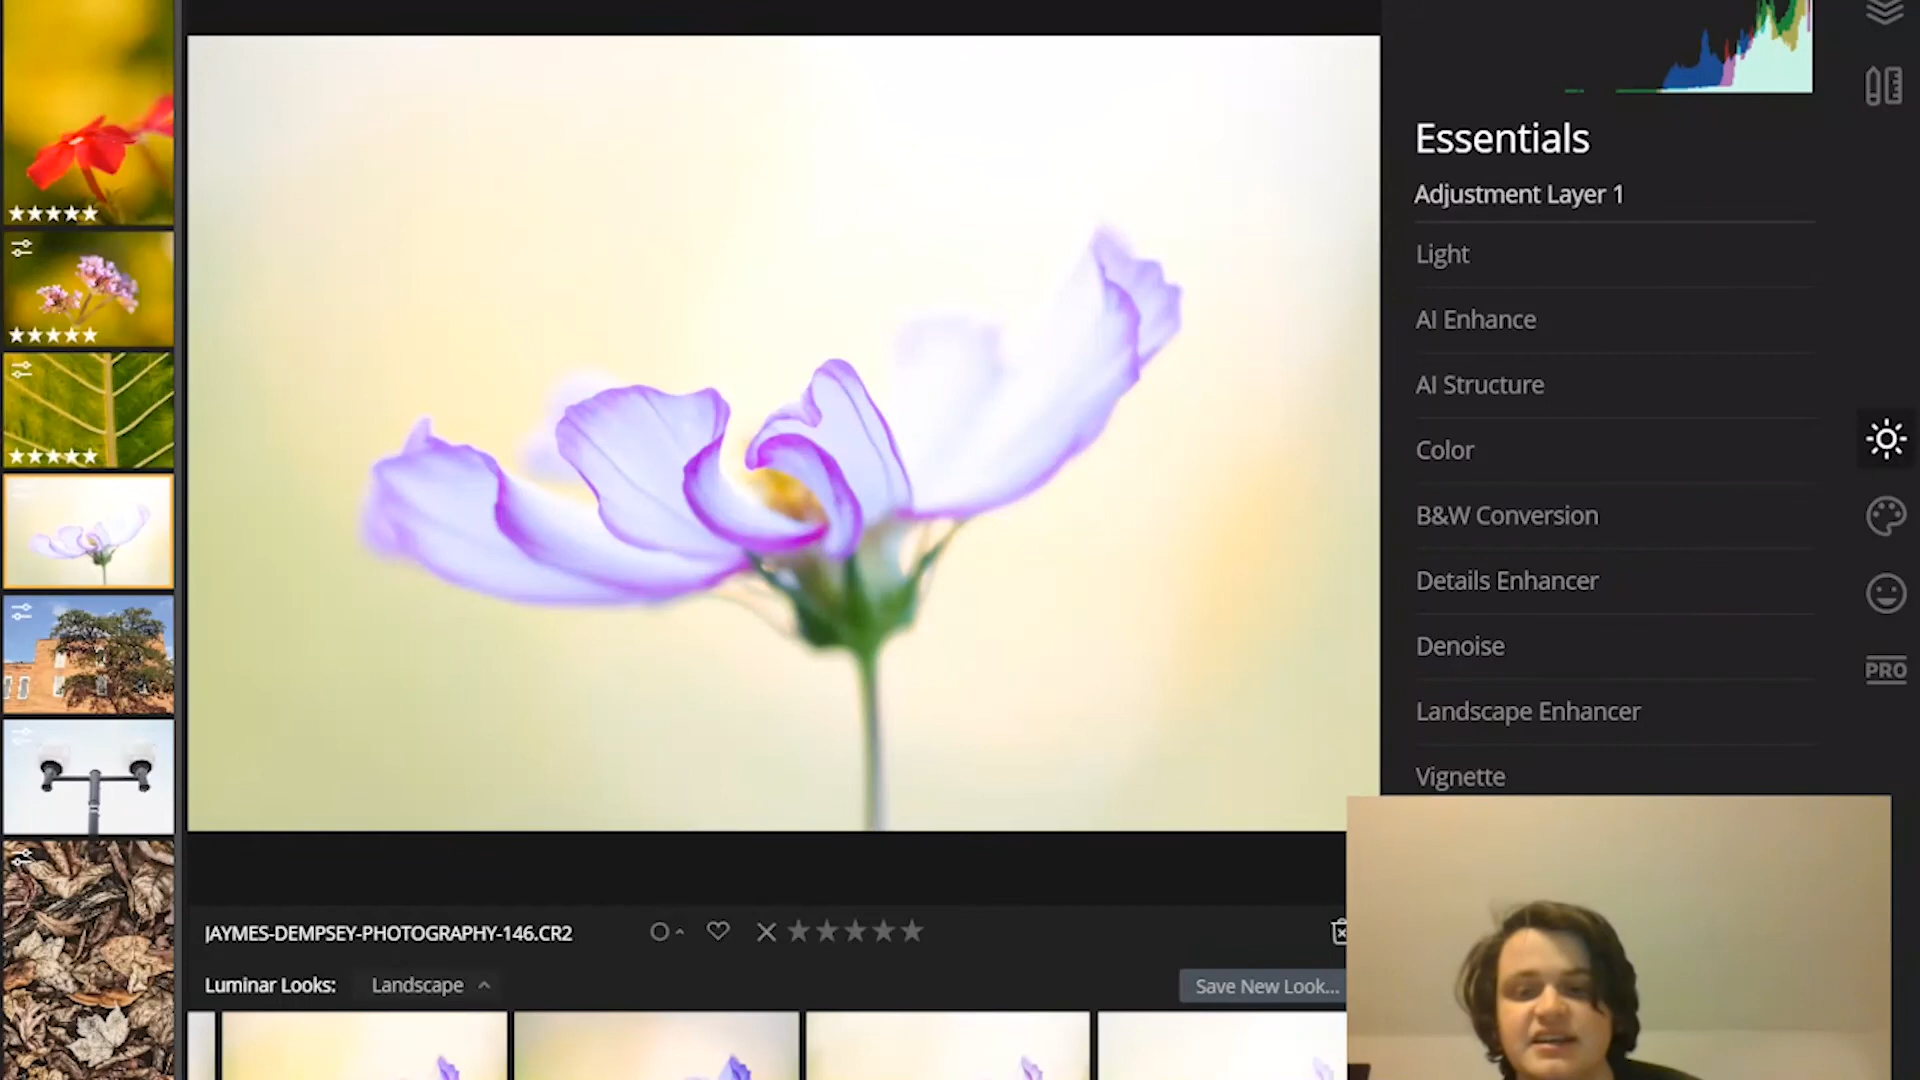 Essentials
Adjustment Layer 1
Light
AI Enhance
AI Structure
Color
B&W Conversion
Details Enhancer
Denoise
Landscape Enhancer
Vignette
PRO
JAYMES-DEMPSEY-PHOTOGRAPHY-146.CR2
Luminar Looks: Landscape
Save New Look...